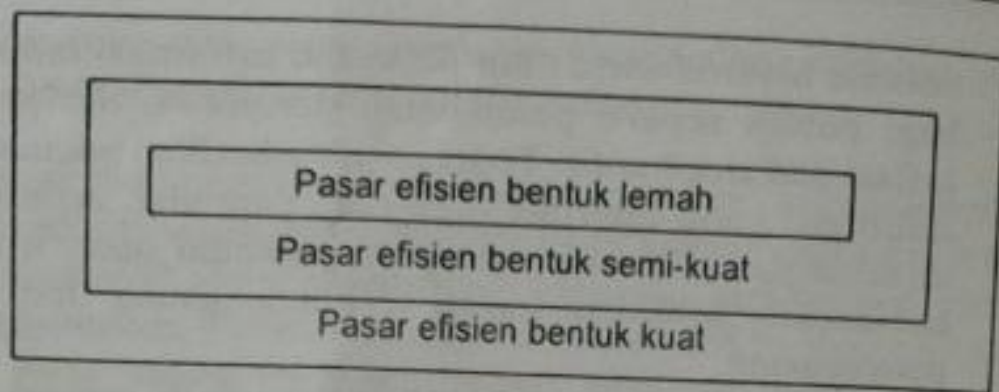 Pasar efisien bentuk lemah
Pasar efisien bentuk semi-kuat
Pasar efisien bentuk kuat